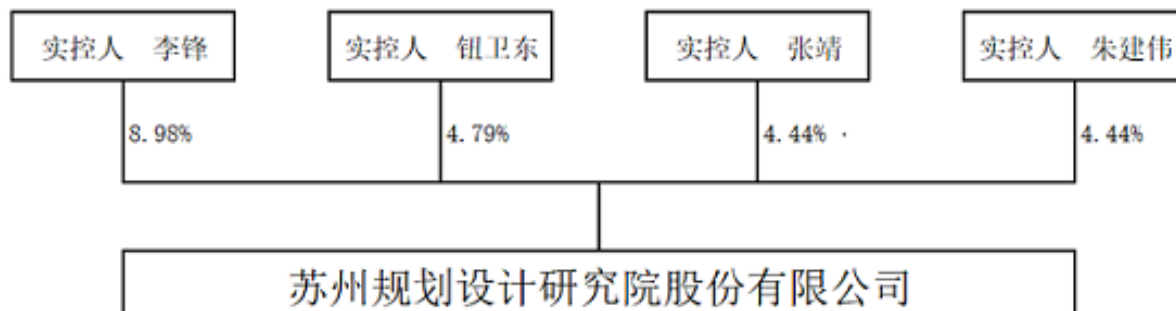 实控人 李锋
实控人 钮卫东
实控人 张靖
实控人 朱建伟
8.98%
4.79%
4.44%
4.44%
苏州规划设计研究院股份有限公司